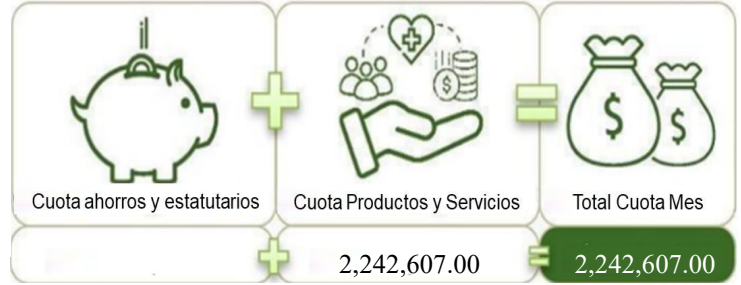 Cuota ahorros y estatutarios
Cuota Productos y Servicios
Total Cuota Mes
2,242,607.00
2,242,607.00